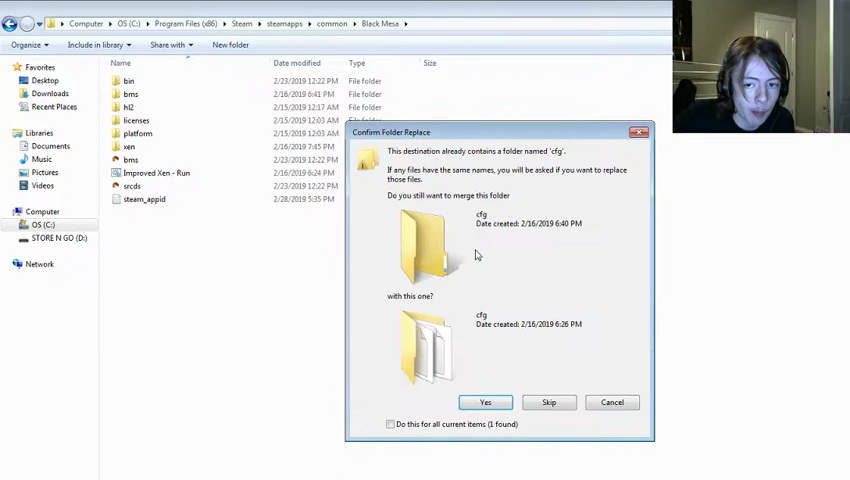 Computer ▸ OS (C:) ▸ Program Files (x86) ▸ Steam ▸ steamapps ▸ common ▸ Black Mesa ▸
Organize Include in library Share with New folder
Name Date modified Type Size
Favorites
Desktop
Downloads
Recent Places
Libraries
Documents
Music
Pictures
Videos
Computer
OS (C:)
STORE N GO (D:)
Network
bin 2/23/2019 12:22 PM File folder
bms 2/16/2019 6:41 PM File folder
hl2 2/15/2019 12:17 AM File folder
licenses 2/15/2019 12:03 AM
platform 2/15/2019 12:03 AM
xen 2/16/2019 7:45 PM
bms 2/23/2019 12:22 PM
Improved Xen - Run 2/16/2019 6:24 PM
srcds 2/23/2019 12:22 PM
steam_appid 2/28/2019 5:35 PM
Confirm Folder Replace
This destination already contains a folder named 'cfg'.
If any files have the same names, you will be asked if you want to replace
those files.
Do you still want to merge this folder
cfg
Date created: 2/16/2019 6:40 PM
with this one?
cfg
Date created: 2/16/2019 6:26 PM
Yes Skip Cancel
Do this for all current items (1 found)